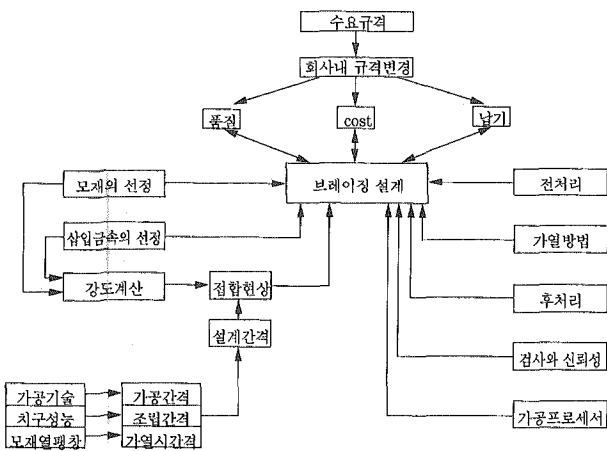 수요규격
회사내 규격변경
품질
cost
납기
모재의 선정
브레이징 설계
전처리
삽입금속의 선정
가열방법
강도계산
접합현상
후처리
설계간격
검사와 신뢰성
가공기술
가공간격
치구성능
조립간격
가공프로세서
모재열팽창
가열시간격